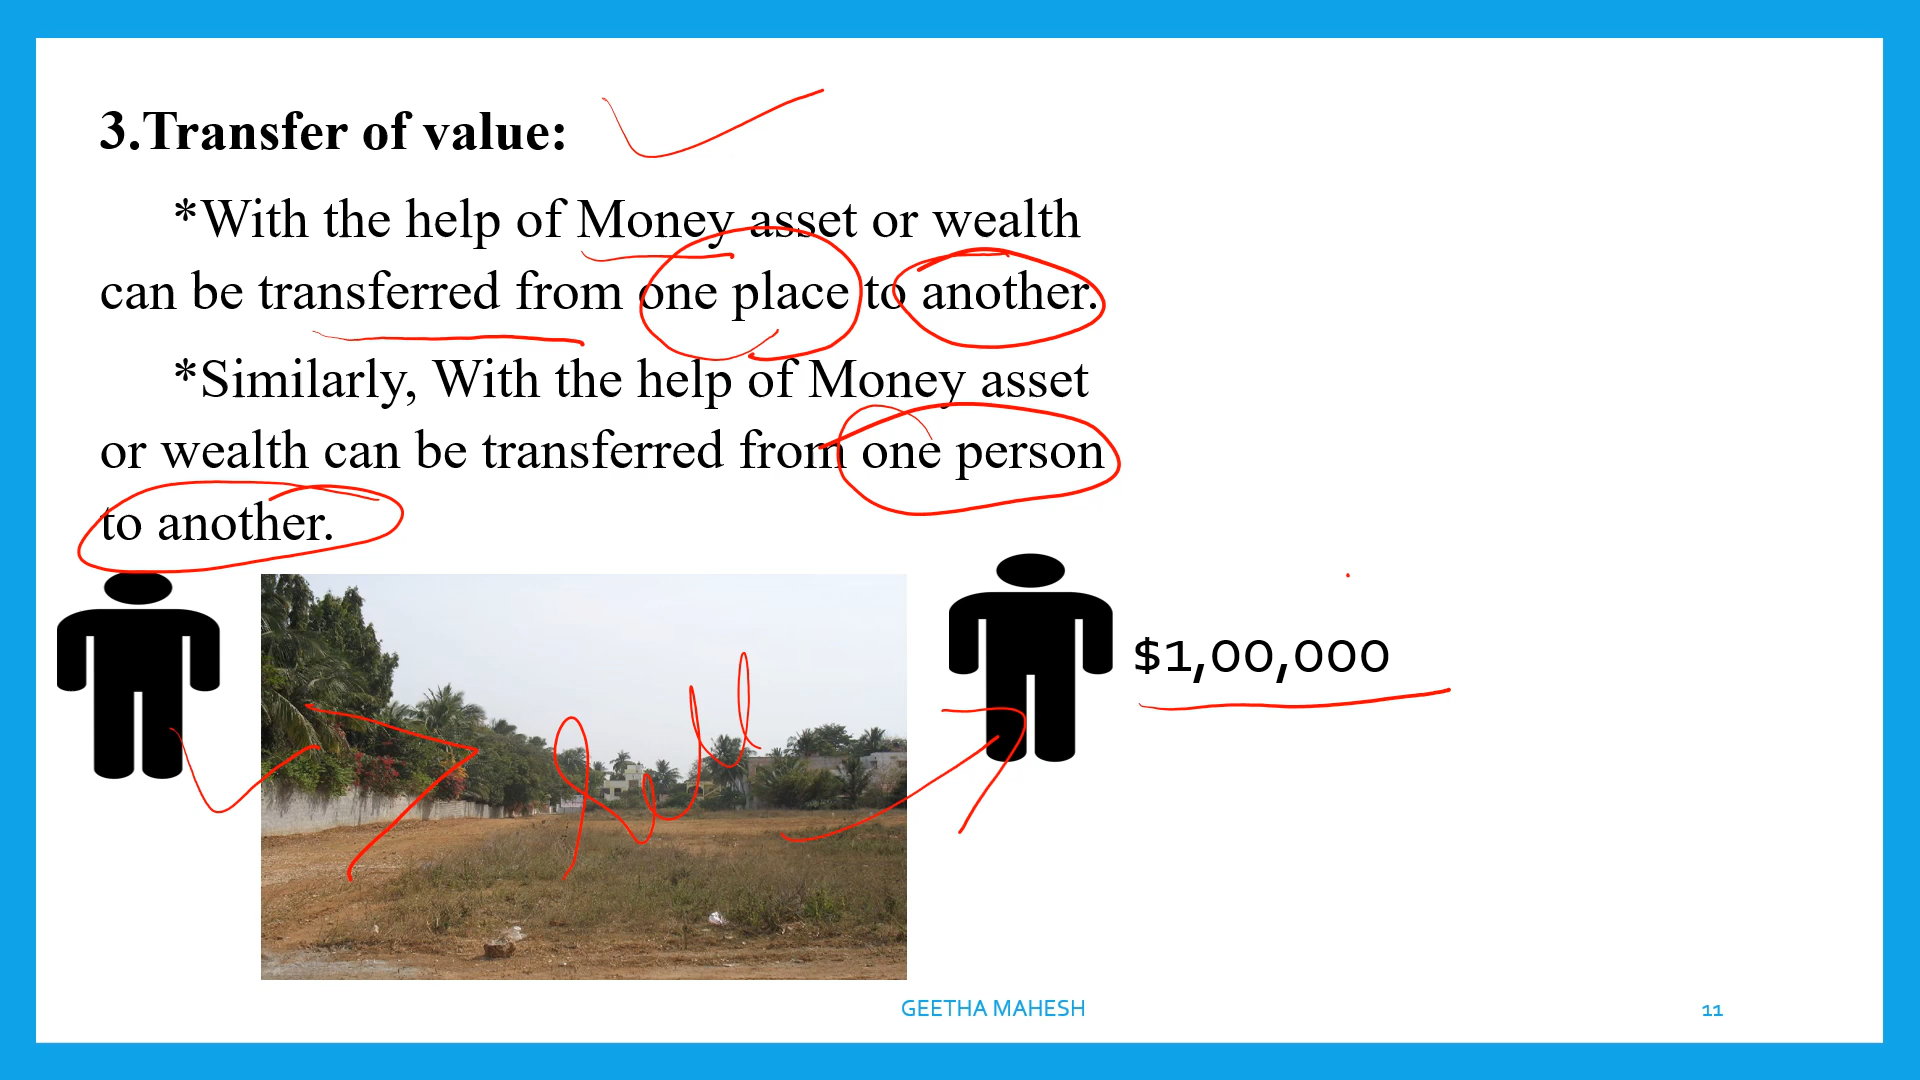 3.Transfer of value:
*With the help of Money asset or wealth
can be transferred from one place to another.
*Similarly, With the help of Money asset
or wealth can be transferred from one person
to another.
Sell
$1,00,000
GEETHA MAHESH
11